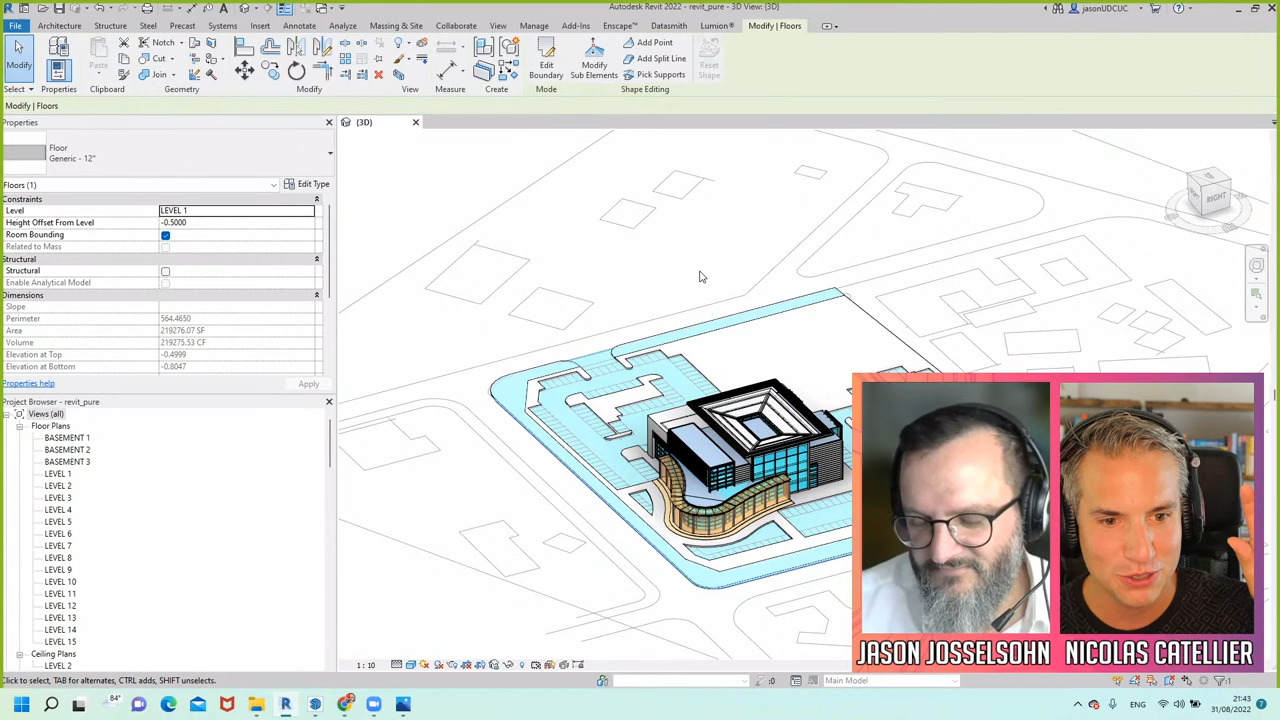 Autodesk Revit 2022 - revit_pure - 3D View: {3D}
jasonUDCUC
File
Architecture
Structure
Steel
Precast
Systems
Insert
Annotate
Analyze
Massing & Site
Collaborate
View
Manage
Add-Ins
Enscape™
Datasmith
Lumion®
Modify | Floors
Modify
Paste
Notch
Cut
Join
Edit
Boundary
Modify
Sub Elements
Add Point
Add Split Line
Pick Supports
Reset
Shape
Select
Properties
Clipboard
Geometry
Modify
View
Measure
Create
Mode
Shape Editing
Modify | Floors
Properties
{3D}
Floor
Generic - 12"
Floors (1)
Edit Type
Constraints
Level LEVEL 1
Height Offset From Level -0.5000
Room Bounding
Related to Mass
Structural
Structural
Enable Analytical Model
Dimensions
Slope
Perimeter 564.4650
Area 219276.07 SF
Volume 219275.53 CF
Elevation at Top -0.4999
Elevation at Bottom -0.8047
Properties help
Apply
Project Browser - revit_pure
Views (all)
Floor Plans
BASEMENT 1
BASEMENT 2
BASEMENT 3
LEVEL 1
LEVEL 2
LEVEL 3
LEVEL 4
LEVEL 5
LEVEL 6
LEVEL 7
LEVEL 8
LEVEL 9
LEVEL 10
LEVEL 11
LEVEL 12
LEVEL 13
LEVEL 14
LEVEL 15
Ceiling Plans
LEVEL 2
RIGHT
JASON JOSSELSOHN
NICOLAS CATELLIER
1 : 10
Click to select, TAB for alternates, CTRL adds, SHIFT unselects.
:0
Main Model
:1
84°
ENG
21:43
31/08/2022